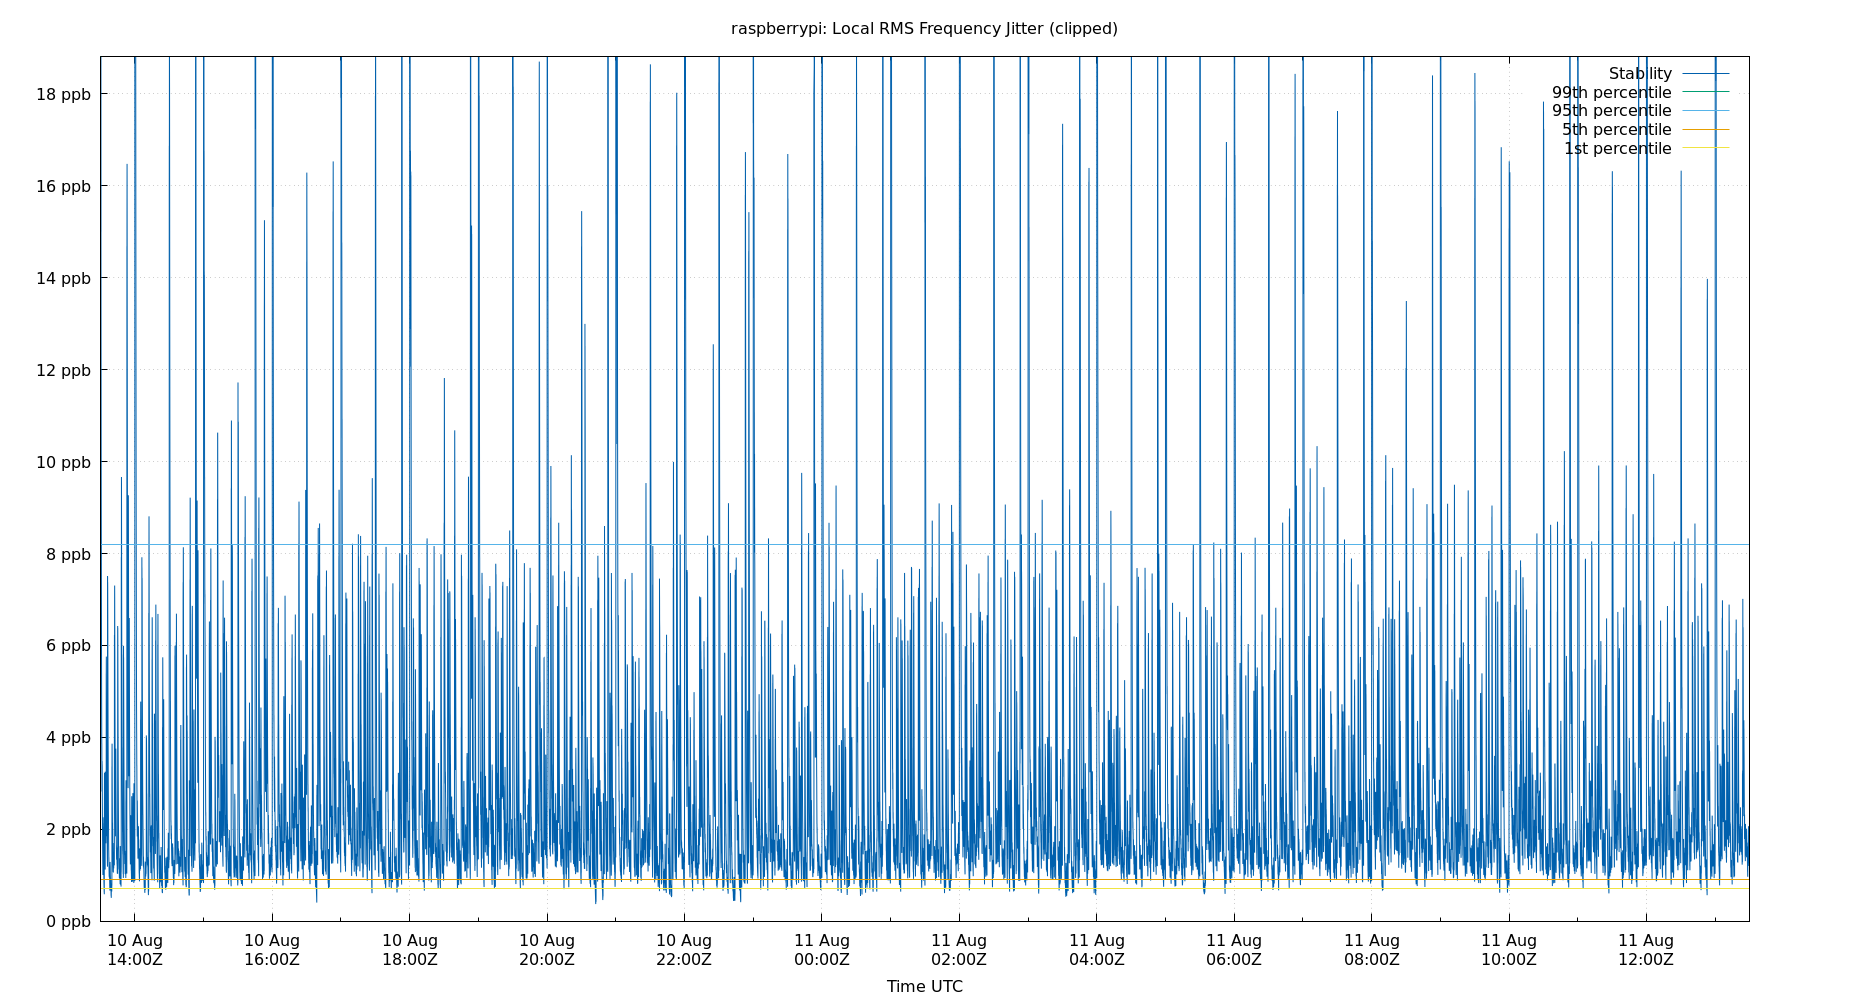 raspberrypi: Local RMS Frequency Jitter (clipped)
Stability
99th percentile
95th percentile
5th percentile
1st percentile
18 ppb
16 ppb
14 ppb
12 ppb
10 ppb
8 ppb
6 ppb
4 ppb
2 ppb
0 ppb
10 Aug 10 Aug 10 Aug 10 Aug 10 Aug 11 Aug 11 Aug 11 Aug 11 Aug 11 Aug 11 Aug 11 Aug
14:00Z 16:00Z 18:00Z 20:00Z 22:00Z 00:00Z 02:00Z 04:00Z 06:00Z 08:00Z 10:00Z 12:00Z
Time UTC